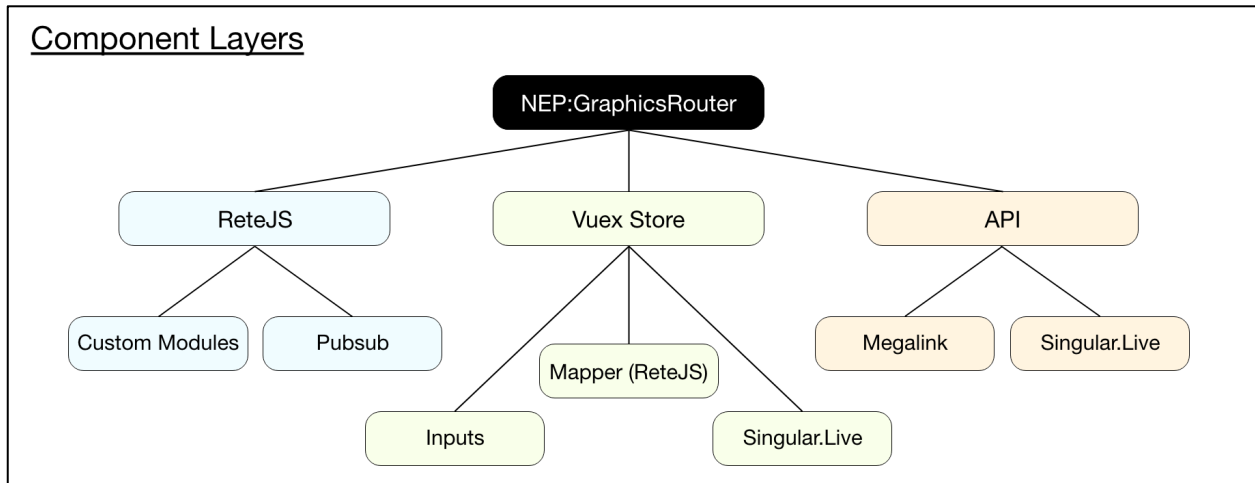 Component Layers
NEP:GraphicsRouter
ReteJS
Vuex Store
API
Custom Modules
Pubsub
Mapper (ReteJS)
Megalink
Singular.Live
Inputs
Singular.Live